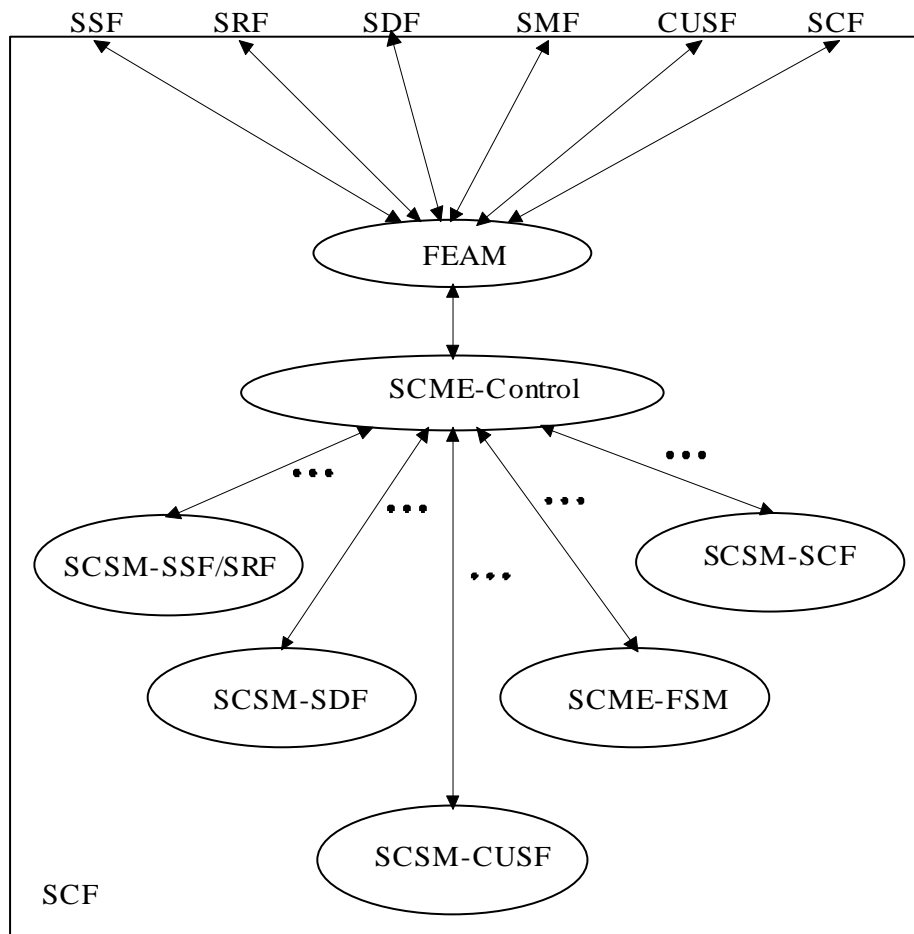 SSF SRF SDF SMF CUSF SCF
FEAM
SCME-Control
SCSM-SSF/SRF
SCSM-SCF
SCSM-SDF
SCME-FSM
SCSM-CUSF
SCF